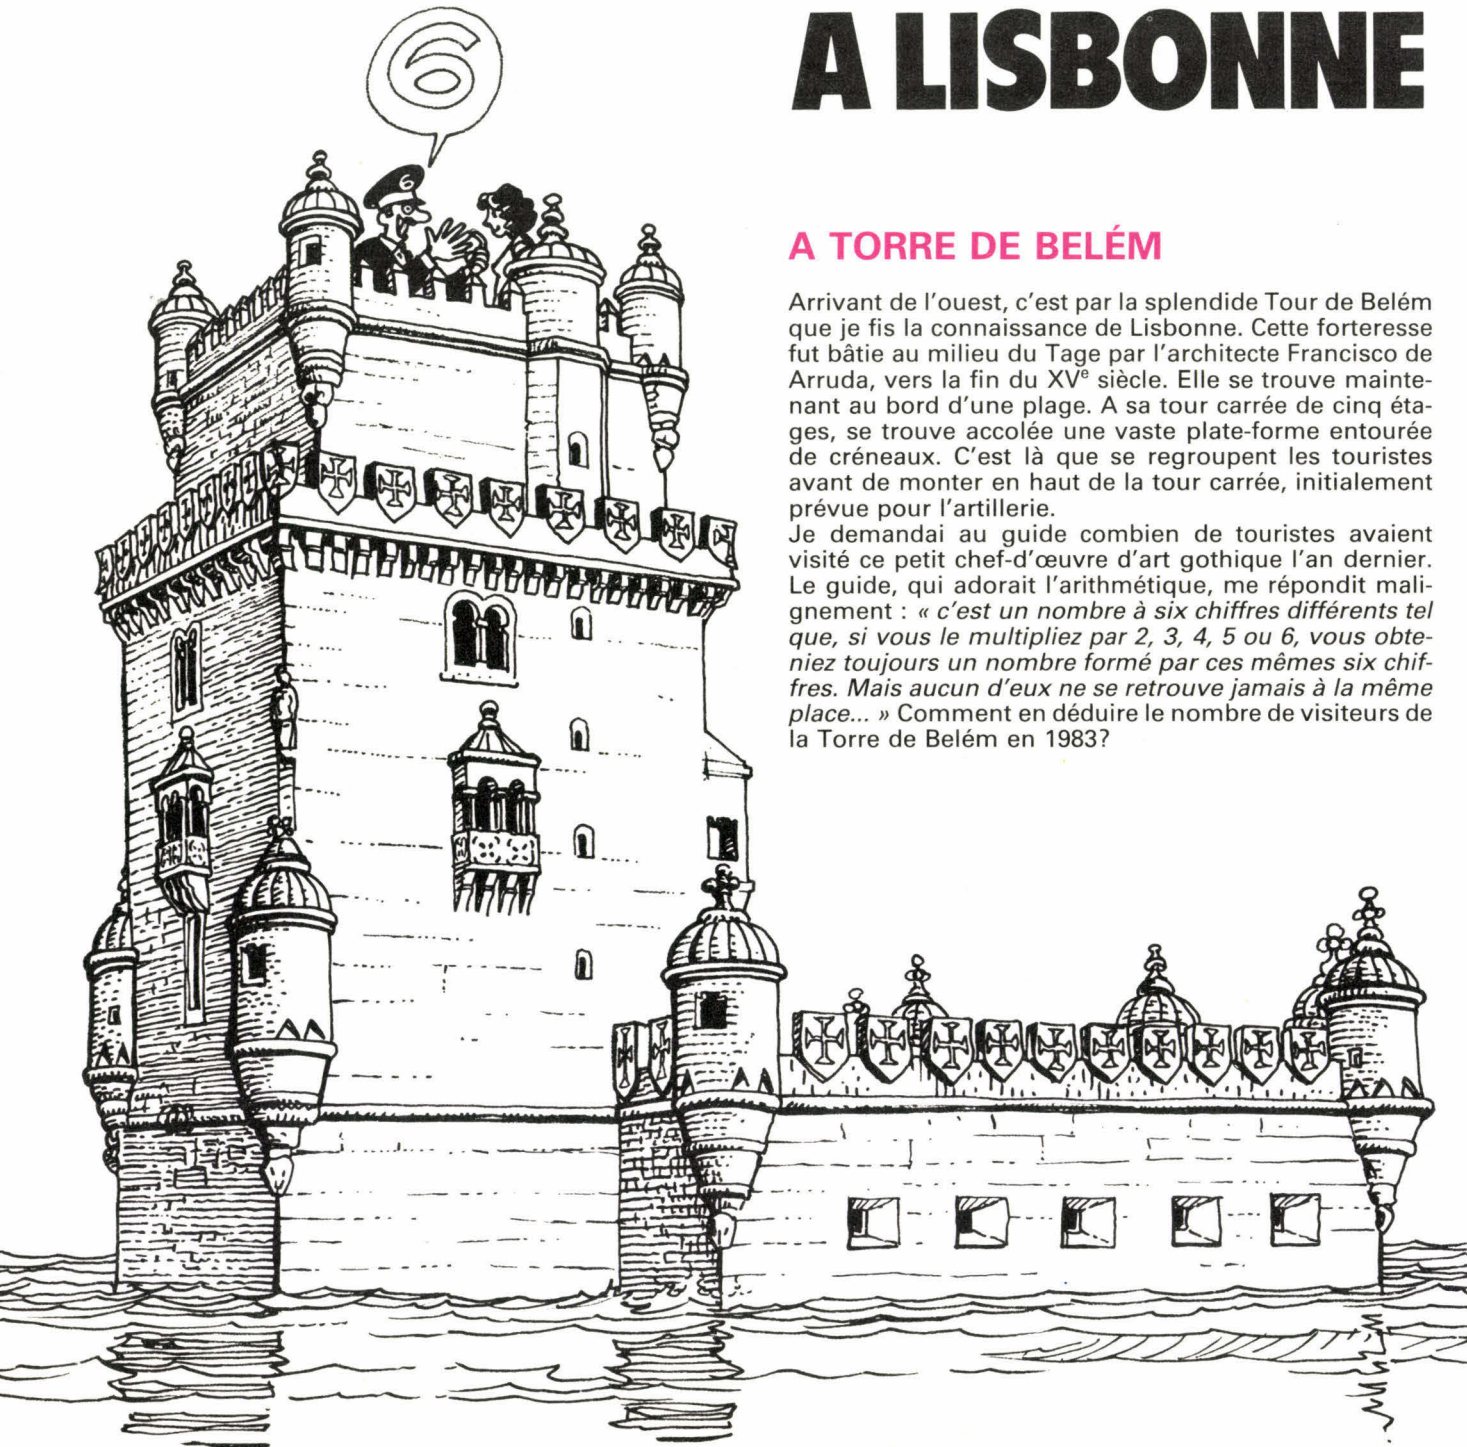 6
6
A LISBONNE
A TORRE DE BELÉM
Arrivant de l'ouest, c'est par la splendide Tour de Belém
que je fis la connaissance de Lisbonne. Cette forteresse
fut bâtie au milieu du Tage par l'architecte Francisco de
Arruda, vers la fin du XVe siècle. Elle se trouve mainte-
nant au bord d'une plage. A sa tour carrée de cinq éta-
ges, se trouve accolée une vaste plate-forme entourée
de créneaux. C'est là que se regroupent les touristes
avant de monter en haut de la tour carrée, initialement
prévue pour l'artillerie.
Je demandai au guide combien de touristes avaient
visité ce petit chef-d'œuvre d'art gothique l'an dernier.
Le guide, qui adorait l'arithmétique, me répondit mali-
gnement : « c'est un nombre à six chiffres différents tel
que, si vous le multipliez par 2, 3, 4, 5 ou 6, vous obte-
niez toujours un nombre formé par ces mêmes six chif-
fres. Mais aucun d'eux ne se retrouve jamais à la même
place... » Comment en déduire le nombre de visiteurs de
la Torre de Belém en 1983?